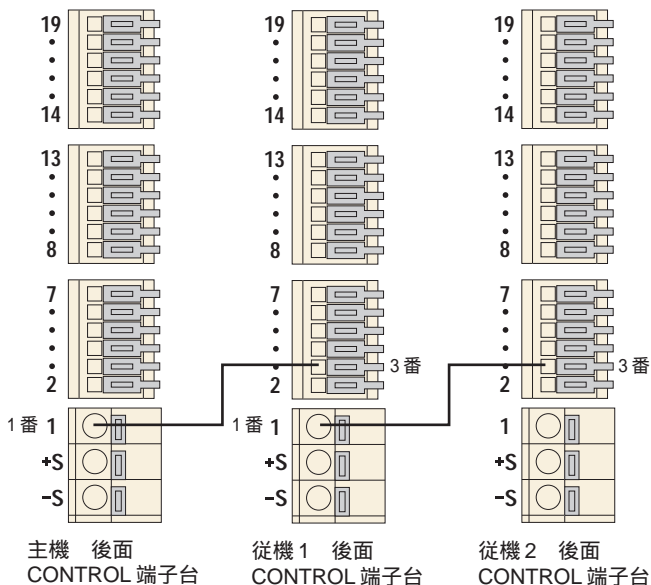 19 19 19
14 14 14
13 13 13
8 8 8
7 7 7
3番 3番
2 2 2
1番 1 1番 1 1
+S +S +S
−S −S −S
主機 後面 従機1 後面 従機2 後面
CONTROL 端子台 CONTROL 端子台 CONTROL 端子台